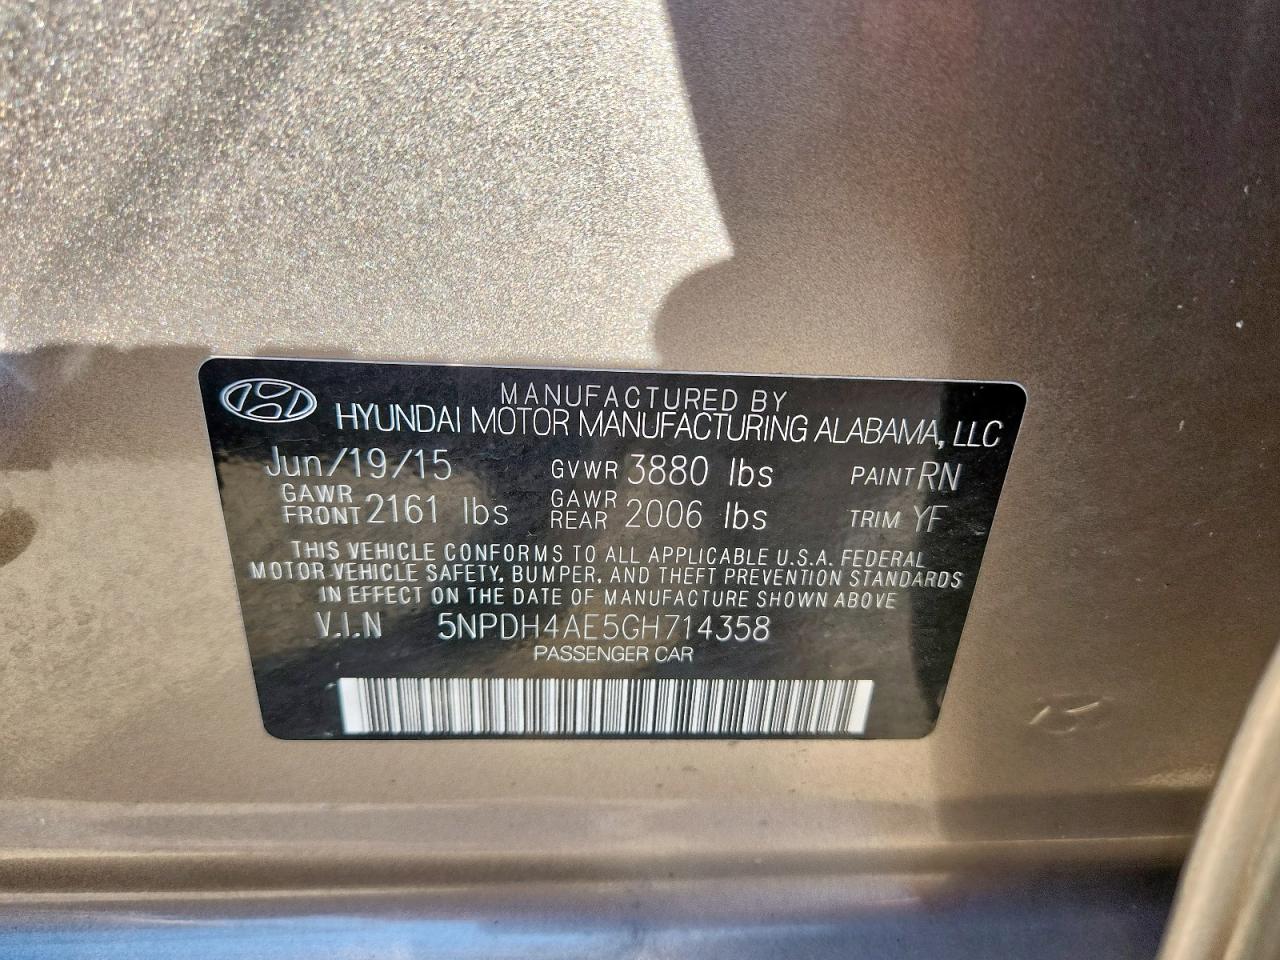 MANUFACTURED BY
HYUNDAI MOTOR MANUFACTURING ALABAMA, LLC
Jun/19/15 GVWR 3880 lbs PAINT RN
GAWR FRONT 2161 lbs GAWR REAR 2006 lbs TRIM YF
THIS VEHICLE CONFORMS TO ALL APPLICABLE U.S.A. FEDERAL
MOTOR VEHICLE SAFETY, BUMPER, AND THEFT PREVENTION STANDARDS
IN EFFECT ON THE DATE OF MANUFACTURE SHOWN ABOVE
V.I.N 5NPDH4AE5GH714358
PASSENGER CAR